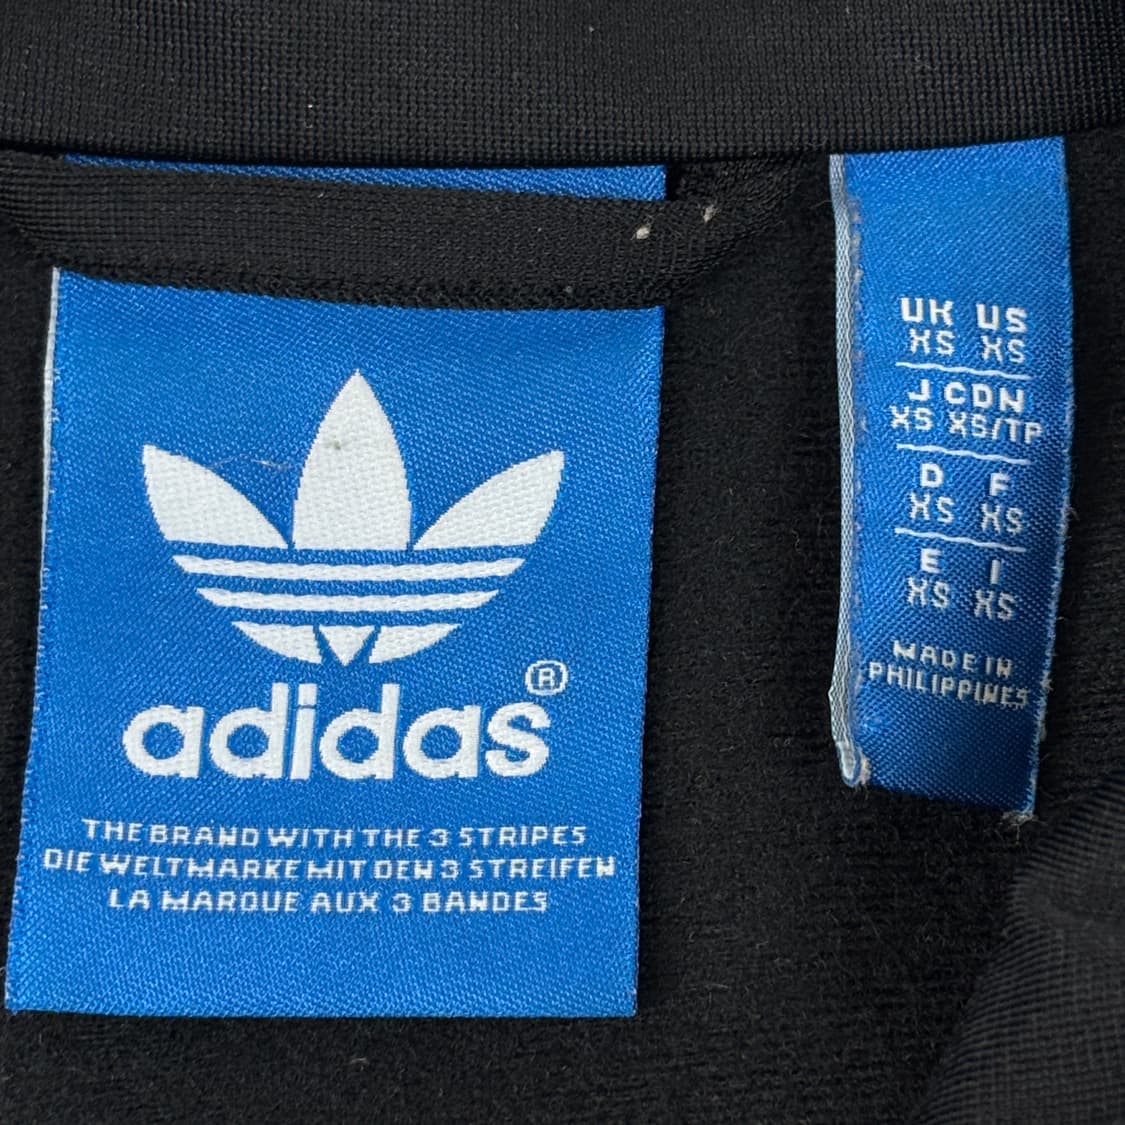 adidas®
THE BRAND WITH THE 3 STRIPES
DIE WELTMARKE MIT DEN 3 STREIFEN
LA MARQUE AUX 3 BANDES
UK US
XS XS
J CDN
XS XS/TP
D F
XS XS
E I
XS XS
MADE IN
PHILIPPINES